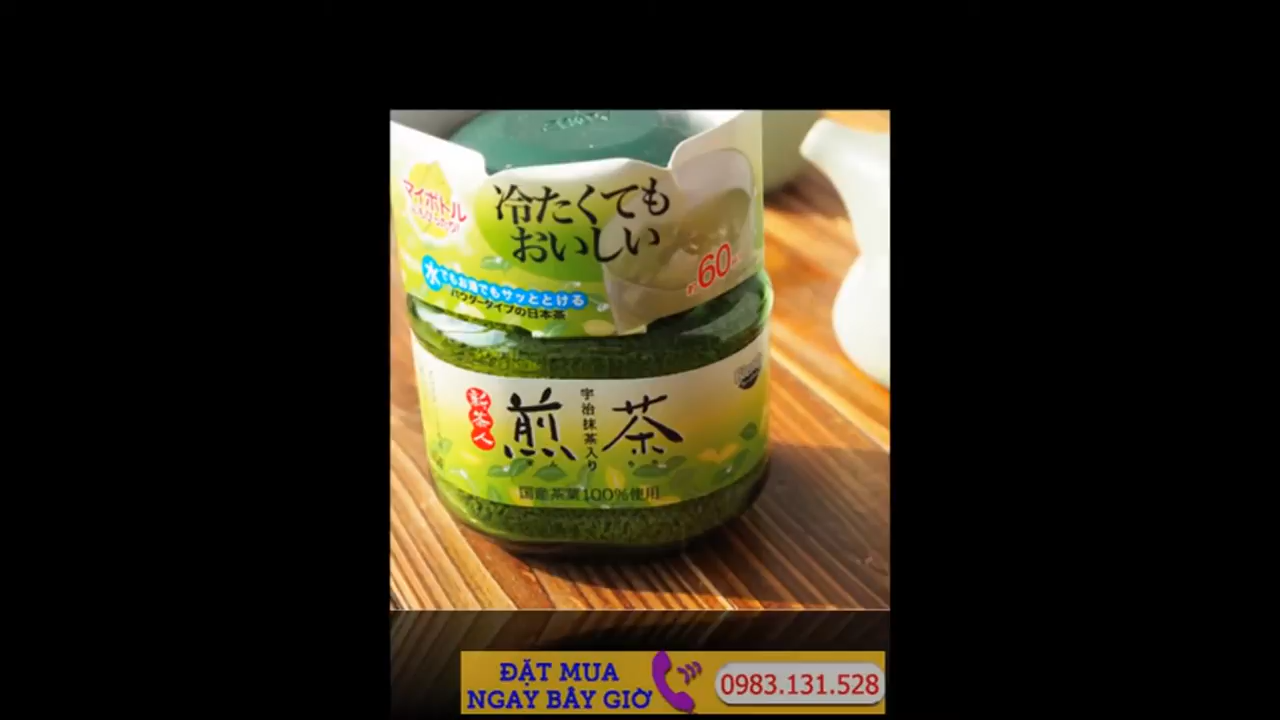 マイボトル
冷たくても
おいしい
約60
水でもお湯でもサッととける
パウダータイプの日本茶
新茶人
煎茶
宇治抹茶入り
国産茶葉100%使用
ĐẶT MUA
NGAY BÂY GIỜ
0983.131.528